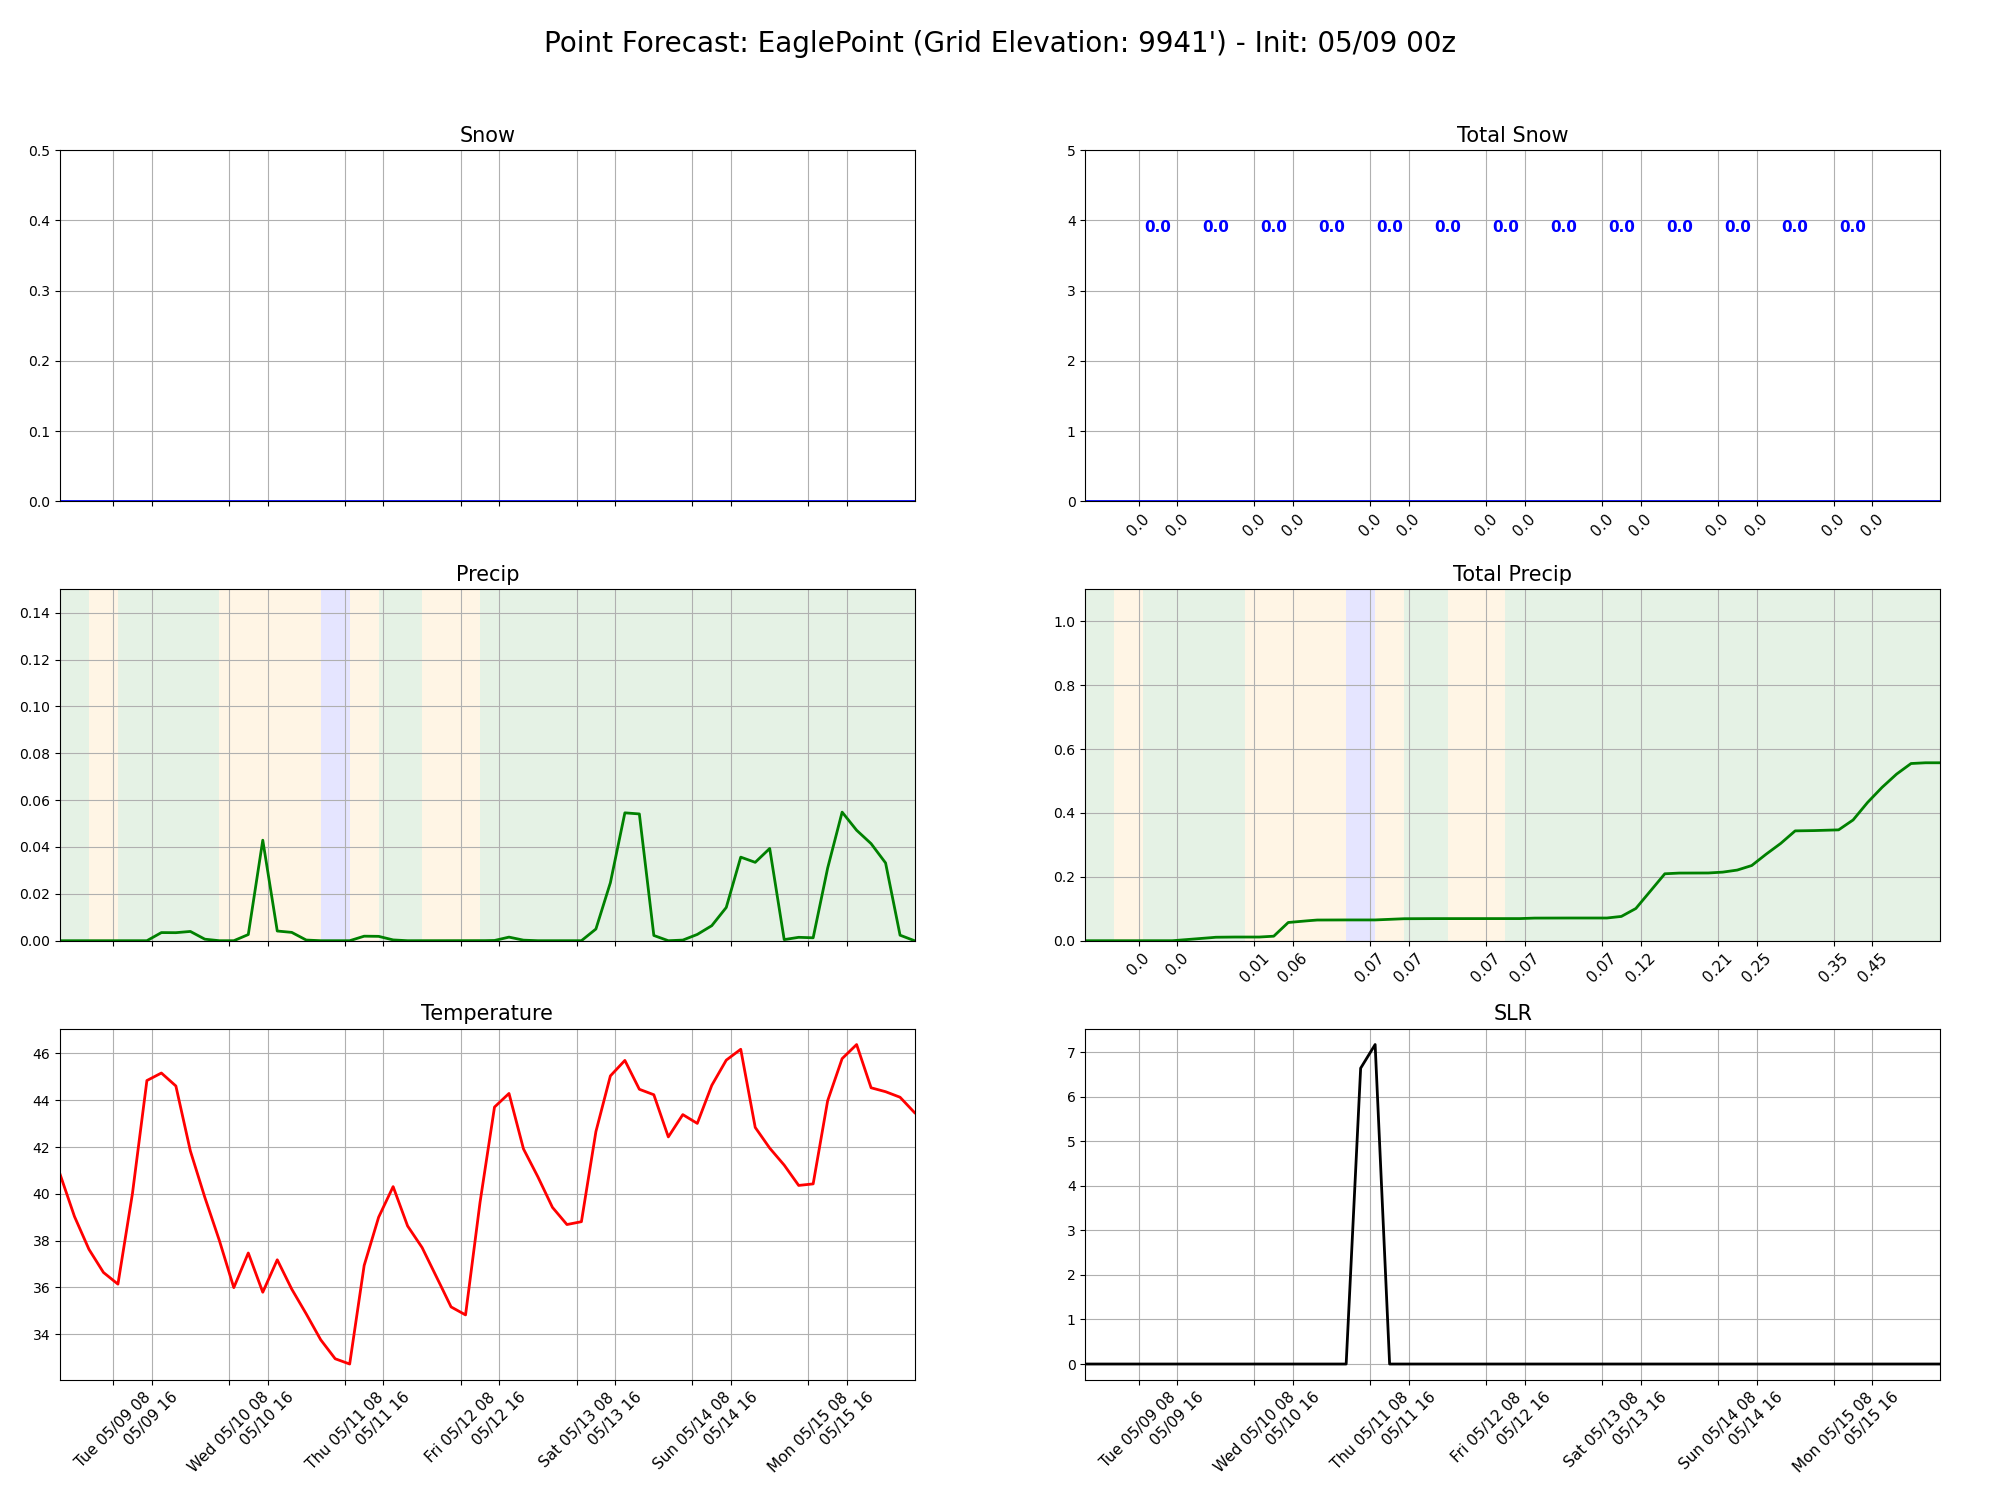 Point Forecast: EaglePoint (Grid Elevation: 9941') - Init: 05/09 00z
Snow
0.5
0.4
0.3
0.2
0.1
0.0
Total Snow
5
4
3
2
1
0
0.0 0.0 0.0 0.0 0.0 0.0 0.0 0.0 0.0 0.0 0.0 0.0 0.0
0.0 0.0 0.0 0.0 0.0 0.0 0.0 0.0 0.0 0.0 0.0 0.0 0.0 0.0
Precip
0.14
0.12
0.10
0.08
0.06
0.04
0.02
0.00
Total Precip
1.0
0.8
0.6
0.4
0.2
0.0
0.0 0.0 0.01 0.06 0.07 0.07 0.07 0.07 0.07 0.12 0.21 0.25 0.35 0.45
Temperature
46
44
42
40
38
36
34
Tue 05/09 08
05/09 16
Wed 05/10 08
05/10 16
Thu 05/11 08
05/11 16
Fri 05/12 08
05/12 16
Sat 05/13 08
05/13 16
Sun 05/14 08
05/14 16
Mon 05/15 08
05/15 16
SLR
7
6
5
4
3
2
1
0
Tue 05/09 08
05/09 16
Wed 05/10 08
05/10 16
Thu 05/11 08
05/11 16
Fri 05/12 08
05/12 16
Sat 05/13 08
05/13 16
Sun 05/14 08
05/14 16
Mon 05/15 08
05/15 16